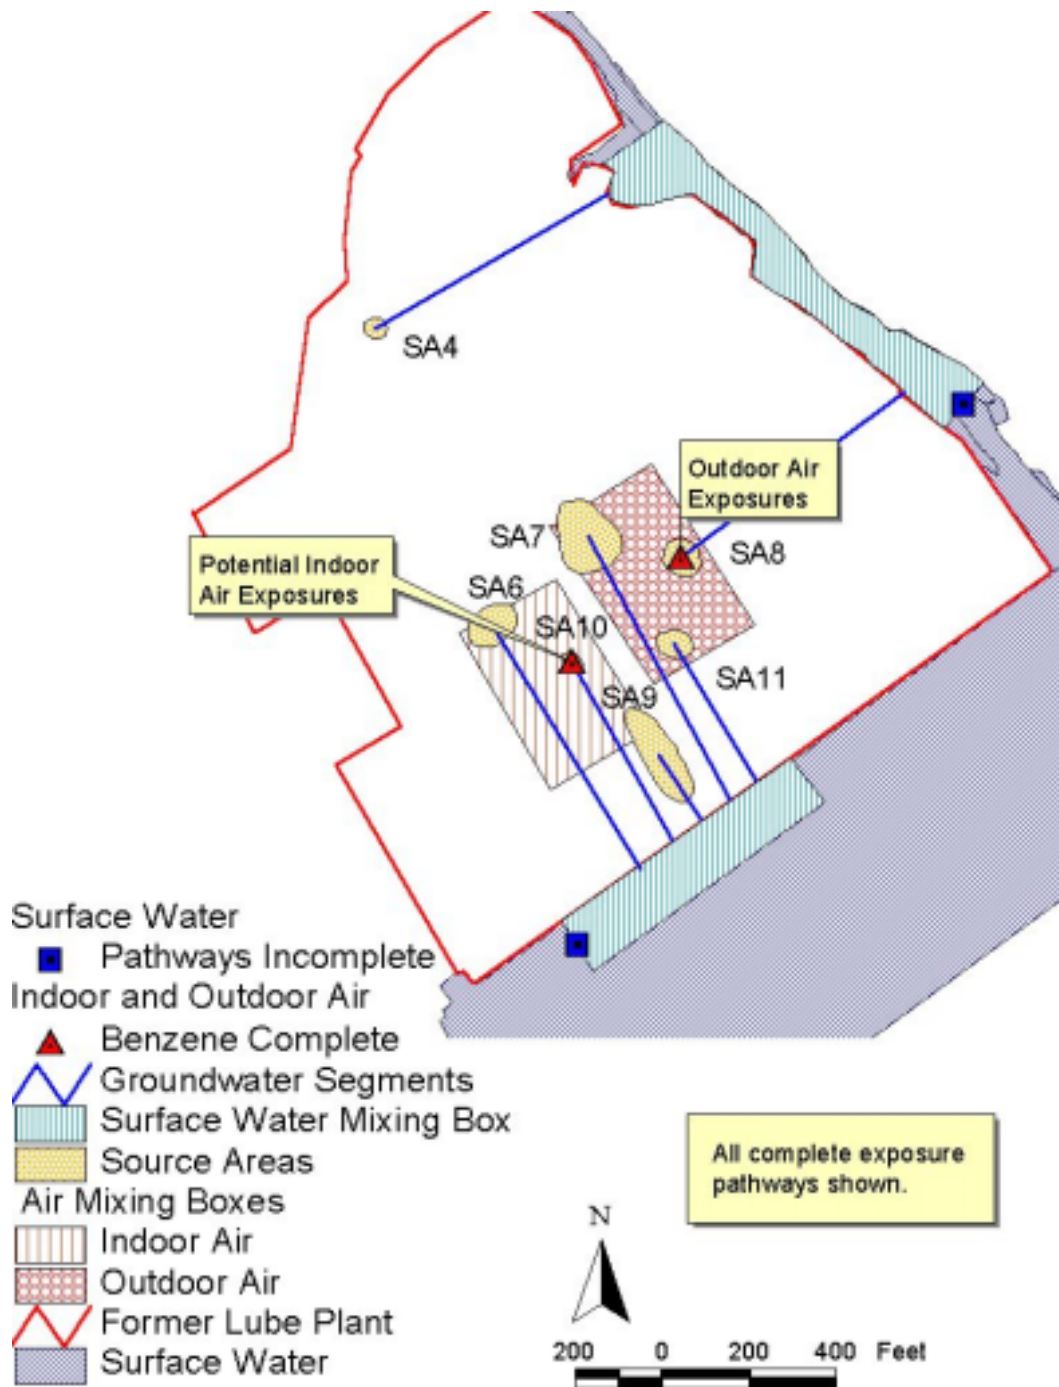 SA4
Outdoor Air
Exposures
SA7
SA8
Potential Indoor
Air Exposures
SA6
SA10
SA11
SA9
Surface Water
Pathways Incomplete
Indoor and Outdoor Air
Benzene Complete
Groundwater Segments
Surface Water Mixing Box
Source Areas
Air Mixing Boxes
Indoor Air
Outdoor Air
Former Lube Plant
Surface Water
All complete exposure
pathways shown.
N
200 0 200 400 Feet